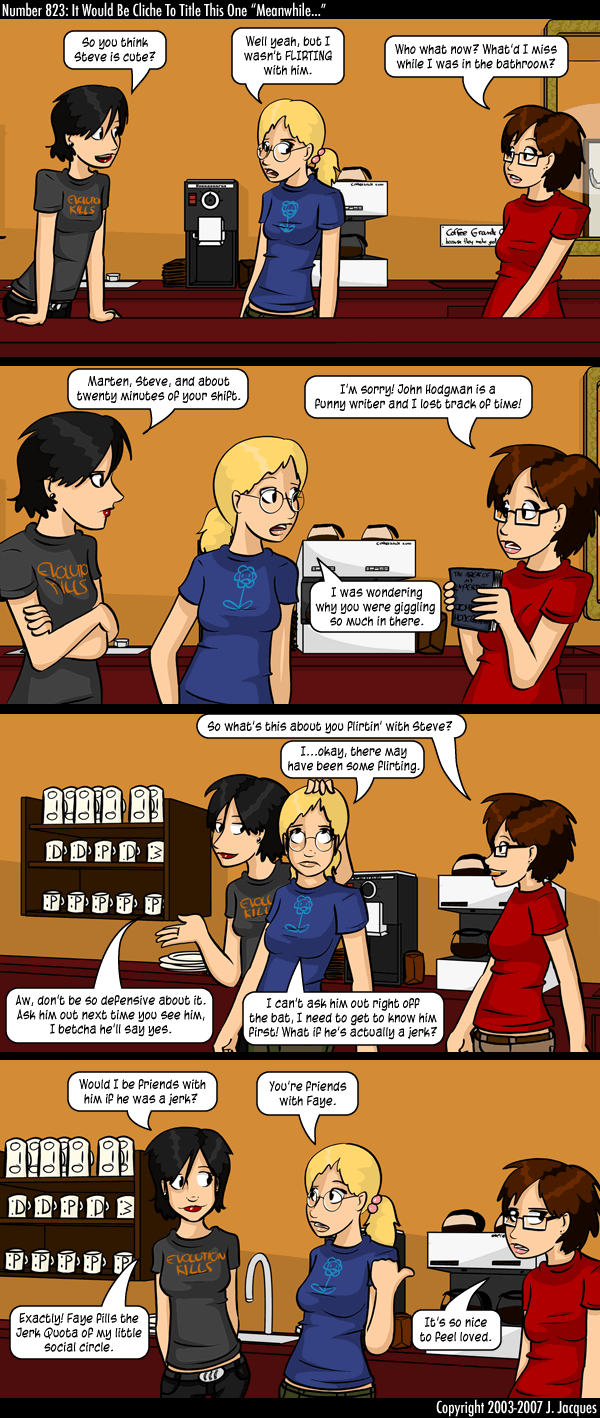 Number 823: It Would Be Cliche To Title This One "Meanwhile..."
So you think
Steve is cute?
Well yeah, but I
wasn't FLIRTING
with him.
Who what now? What'd I miss
while I was in the bathroom?
EVOLUTION
KILLS
Coffee Grounds
Marten, Steve, and about
twenty minutes of your shift.
I'm sorry! John Hodgman is a
funny writer and I lost track of time!
EVOLUTION
KILLS
I was wondering
why you were giggling
so much in there.
So what's this about you flirtin' with Steve?
I...okay, there may
have been some flirting.
:D :D :P :D :3
:P :P :P :P :P
EVOLUTION
KILLS
Aw, don't be so defensive about it.
Ask him out next time you see him,
I betcha he'll say yes.
I can't ask him out right off
the bat, I need to get to know him
first! What if he's actually a jerk?
Would I be friends with
him if he was a jerk?
You're friends
with Faye.
:D :D :P :D :3
:P :P :P :P :P
EVOLUTION
KILLS
Exactly! Faye fills the
Jerk Quota of my little
social circle.
It's so nice
to feel loved.
Copyright 2003-2007 J. Jacques